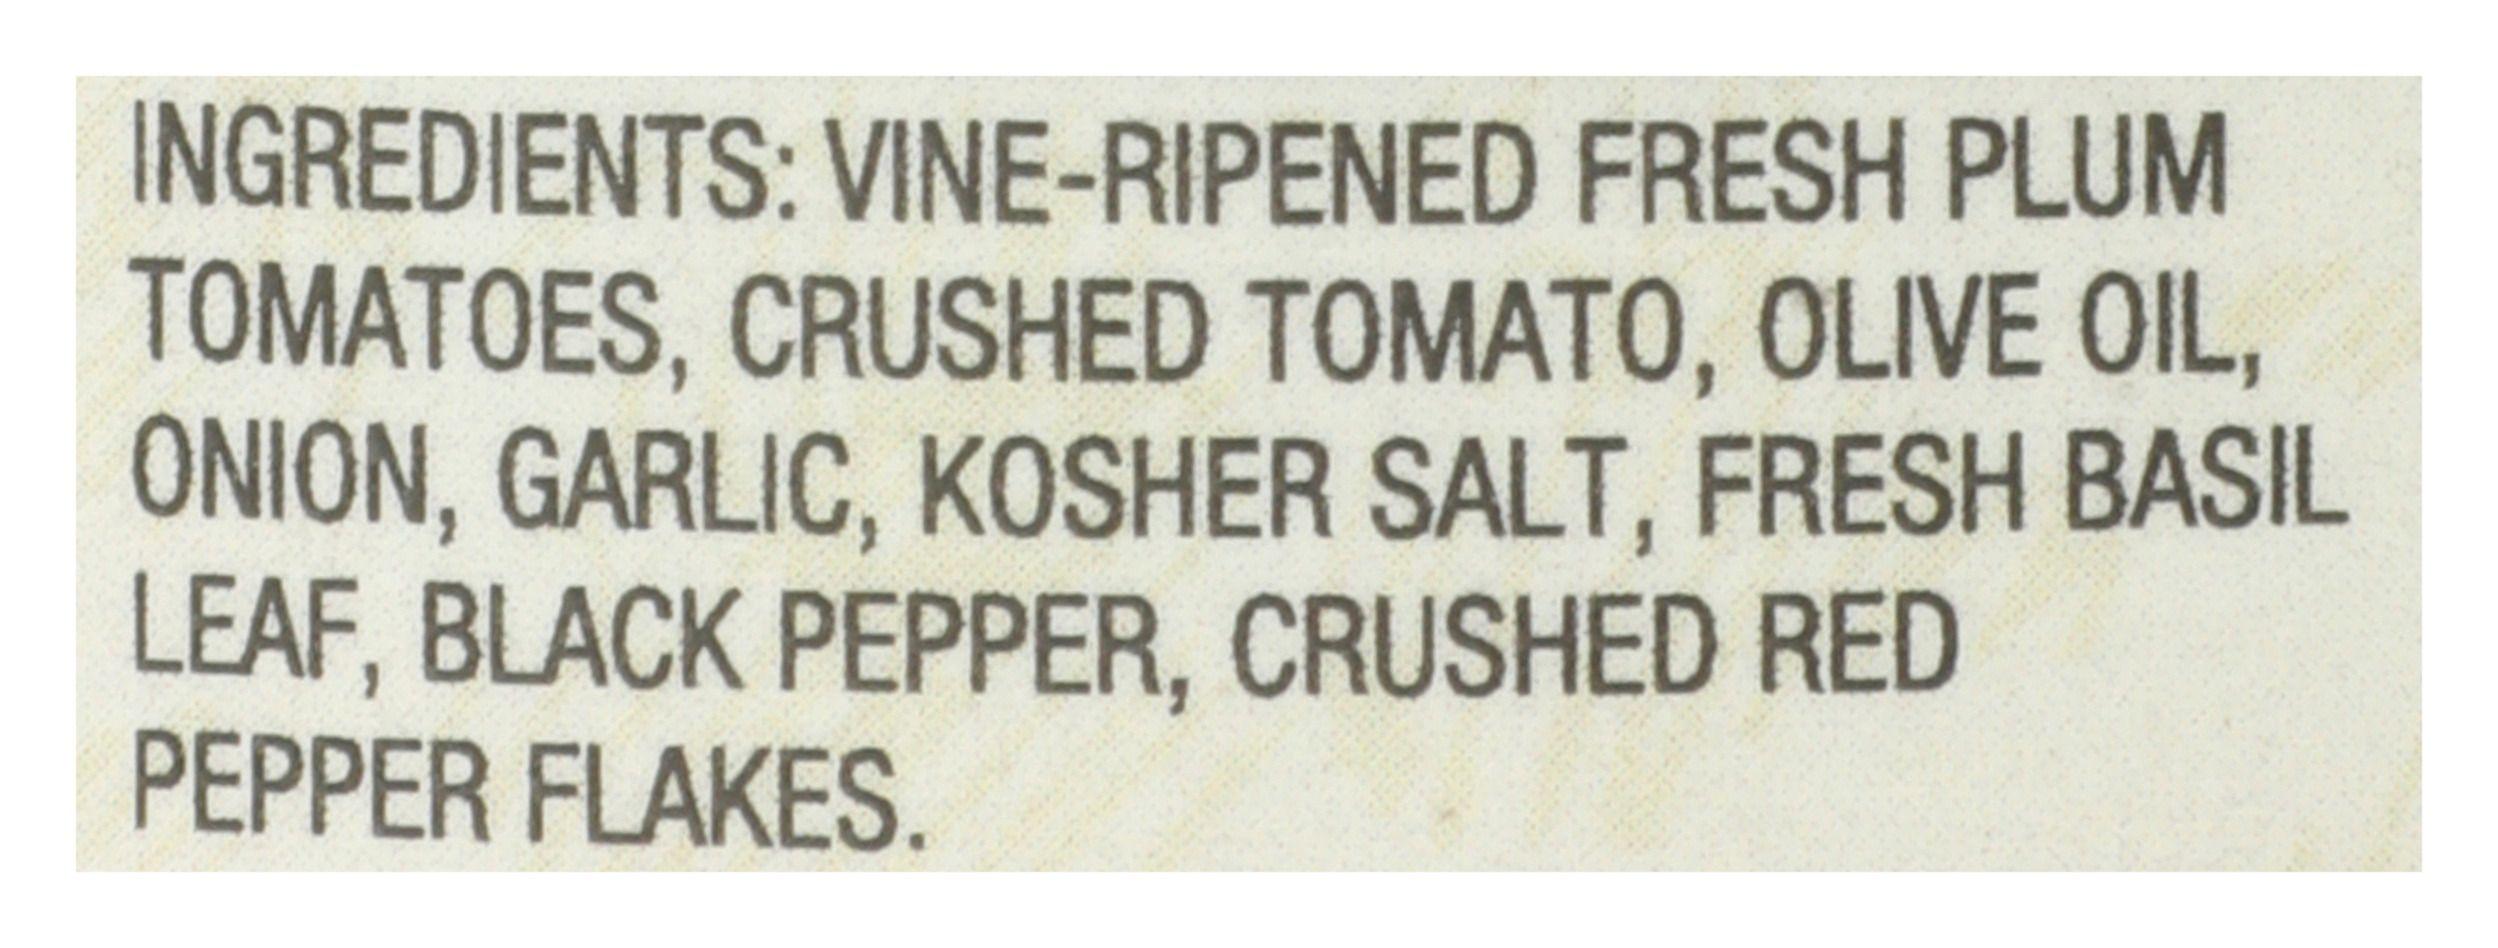 INGREDIENTS: VINE-RIPENED FRESH PLUM
TOMATOES, CRUSHED TOMATO, OLIVE OIL,
ONION, GARLIC, KOSHER SALT, FRESH BASIL
LEAF, BLACK PEPPER, CRUSHED RED
PEPPER FLAKES.